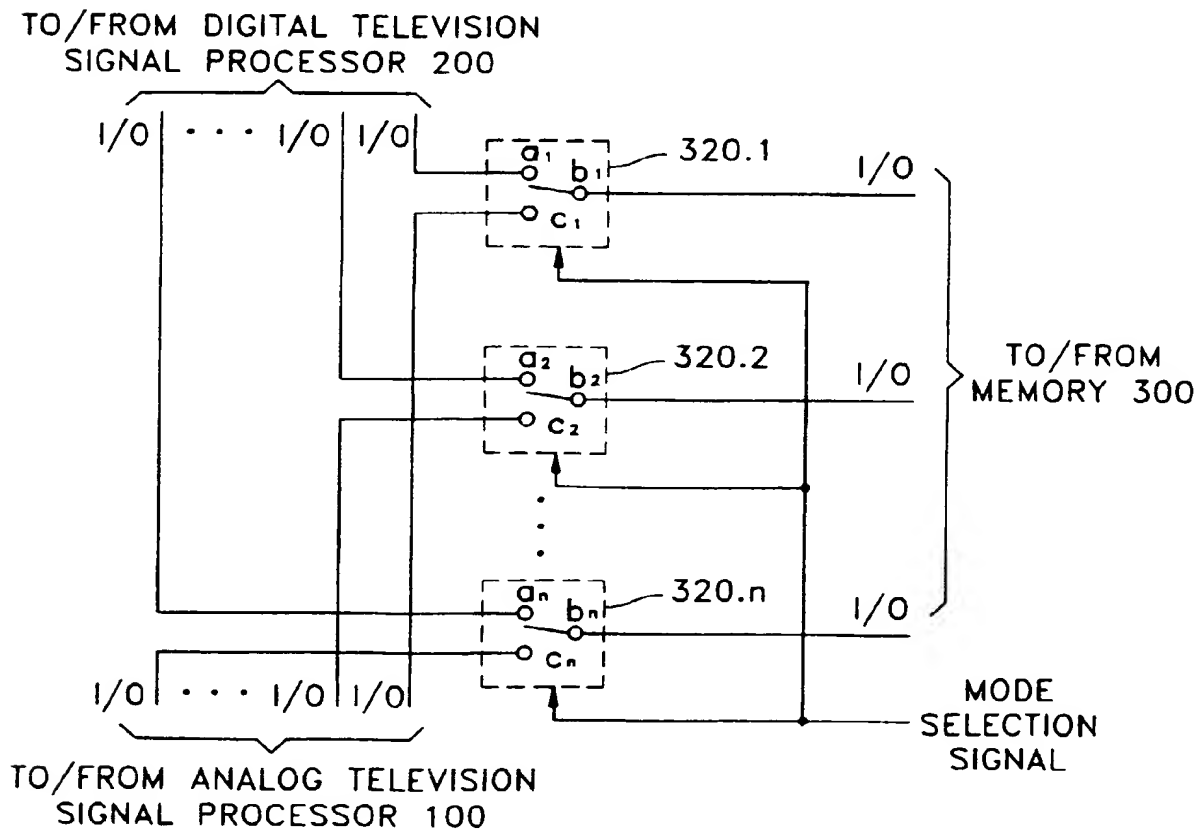 TO/FROM DIGITAL TELEVISION
SIGNAL PROCESSOR 200
I/O · · · I/O I/O
a₁ b₁ c₁
320.1
I/O
a₂ b₂ c₂
320.2
I/O
TO/FROM
MEMORY 300
aₙ bₙ cₙ
320.n
I/O
I/O · · · I/O I/O
MODE
SELECTION
SIGNAL
TO/FROM ANALOG TELEVISION
SIGNAL PROCESSOR 100